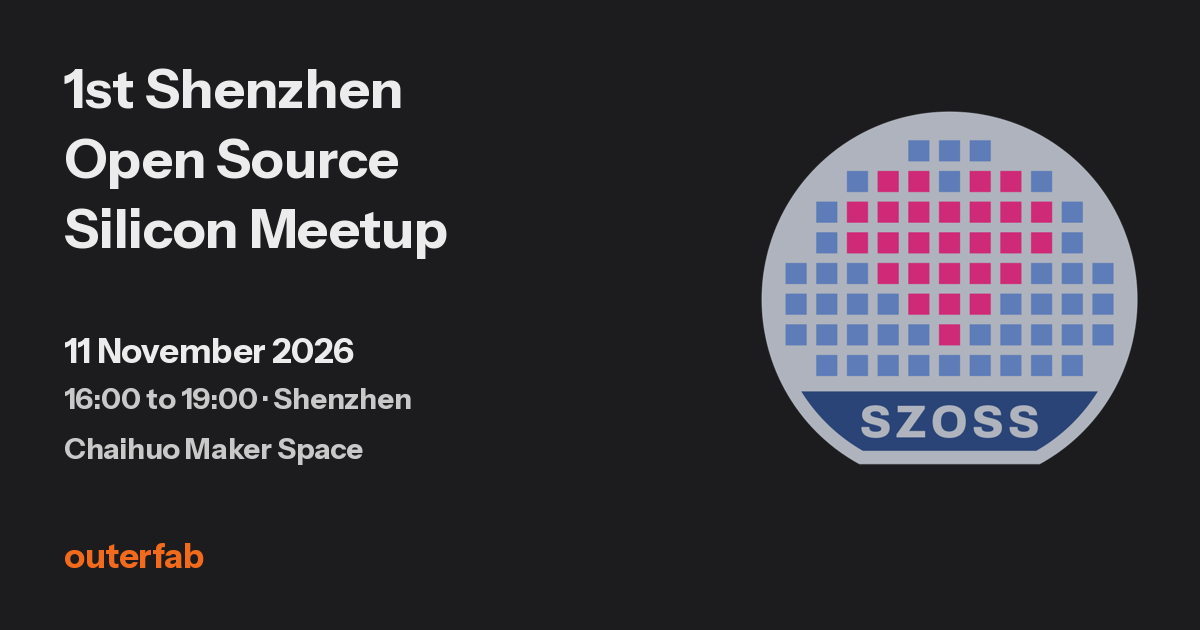 1st Shenzhen
Open Source
Silicon Meetup
11 November 2026
16:00 to 19:00 · Shenzhen
Chaihuo Maker Space
outerfab
SZOSS